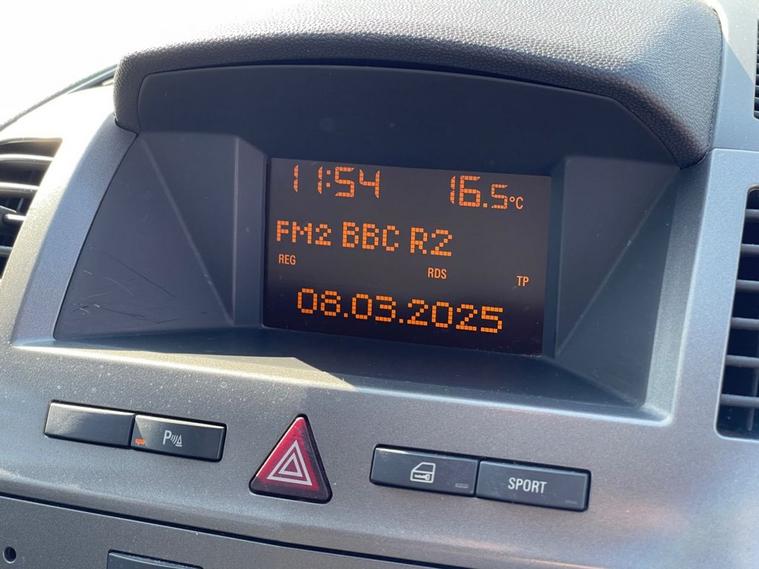 11:54 16.5°C
FM2 BBC R2
REG RDS TP
08.03.2025
P
SPORT